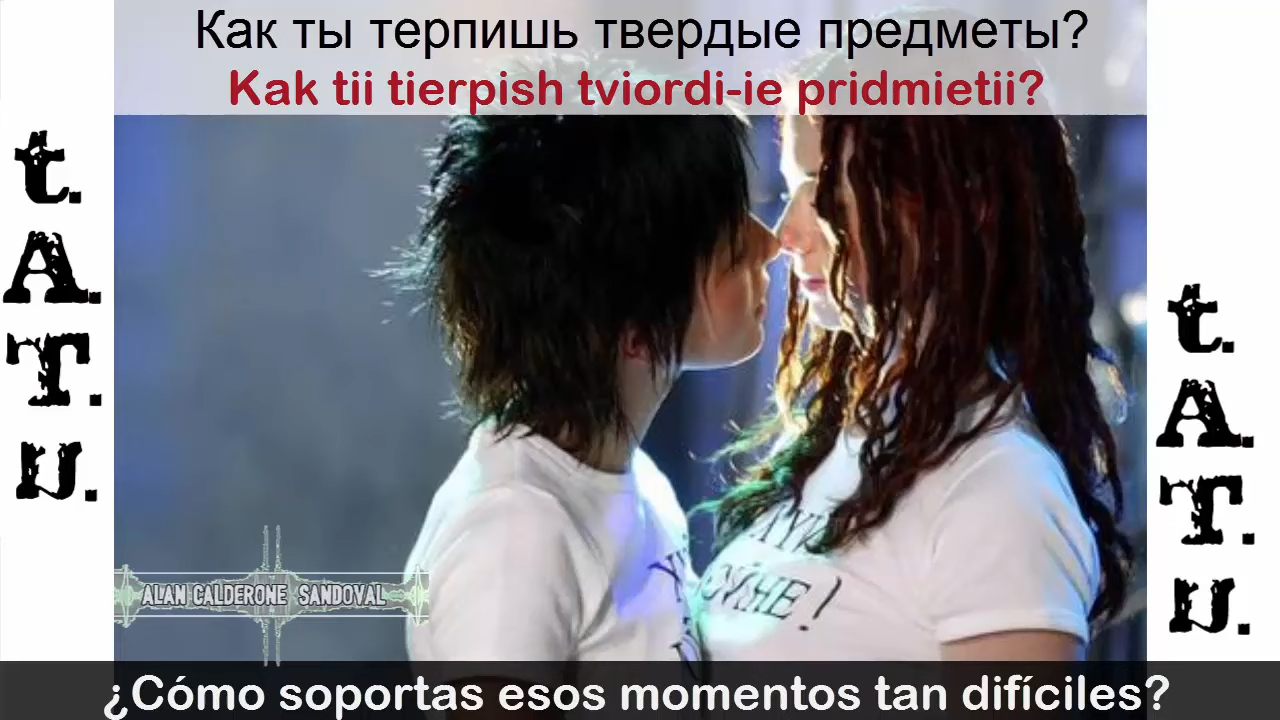 Как ты терпишь твердые предметы?
Kak tii tierpish tviordi-ie pridmietii?
t.
A.
T.
u.
t.
A.
T.
u.
ALAN CALDERONE SANDOVAL
¿Cómo soportas esos momentos tan difíciles?